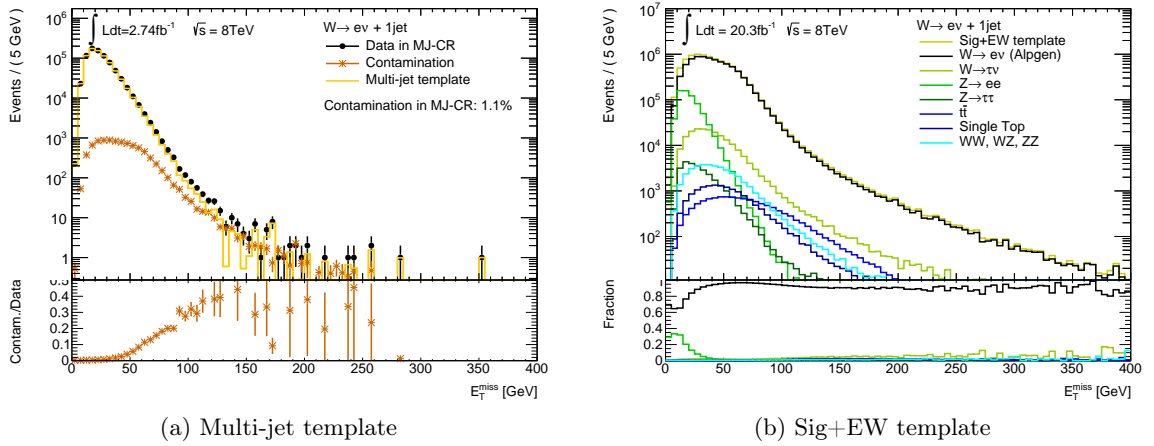 ∫ Ldt=2.74fb⁻¹ √s = 8TeV
W→ eν + 1jet
Data in MJ-CR
Contamination
Multi-jet template
Contamination in MJ-CR: 1.1%
Events / ( 5 GeV )
10⁶
10⁵
10⁴
10³
10²
10
1
Contam./Data
0.5
0.4
0.3
0.2
0.1
0
0 50 100 150 200 250 300 350 400
E_T^miss [GeV]
(a) Multi-jet template
∫ Ldt = 20.3fb⁻¹ √s = 8TeV
W→ eν + 1jet
Sig+EW template
W→ eν (Alpgen)
W→τν
Z→ ee
Z→ττ
tt̄
Single Top
WW, WZ, ZZ
Events / ( 5 GeV )
10⁷
10⁶
10⁵
10⁴
10³
10²
Fraction
1
0.8
0.6
0.4
0.2
0
0 50 100 150 200 250 300 350 400
E_T^miss [GeV]
(b) Sig+EW template